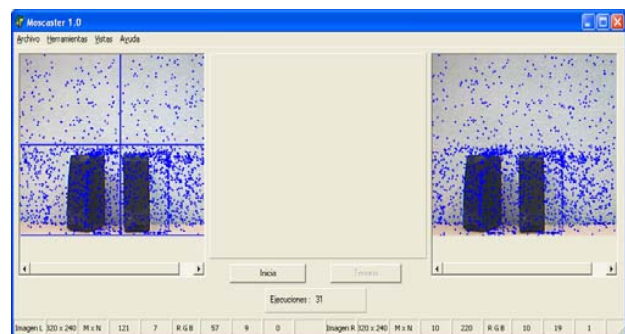 Moscaster 1.0
Archivo Herramientas Vistas Ayuda
Inicia Terminar
Ejecuciones : 31
Imagen L 320 x 240 M x N 121 7 R G B 57 9 0 Imagen R 320 x 240 M x N 10 220 R G B 10 19 1